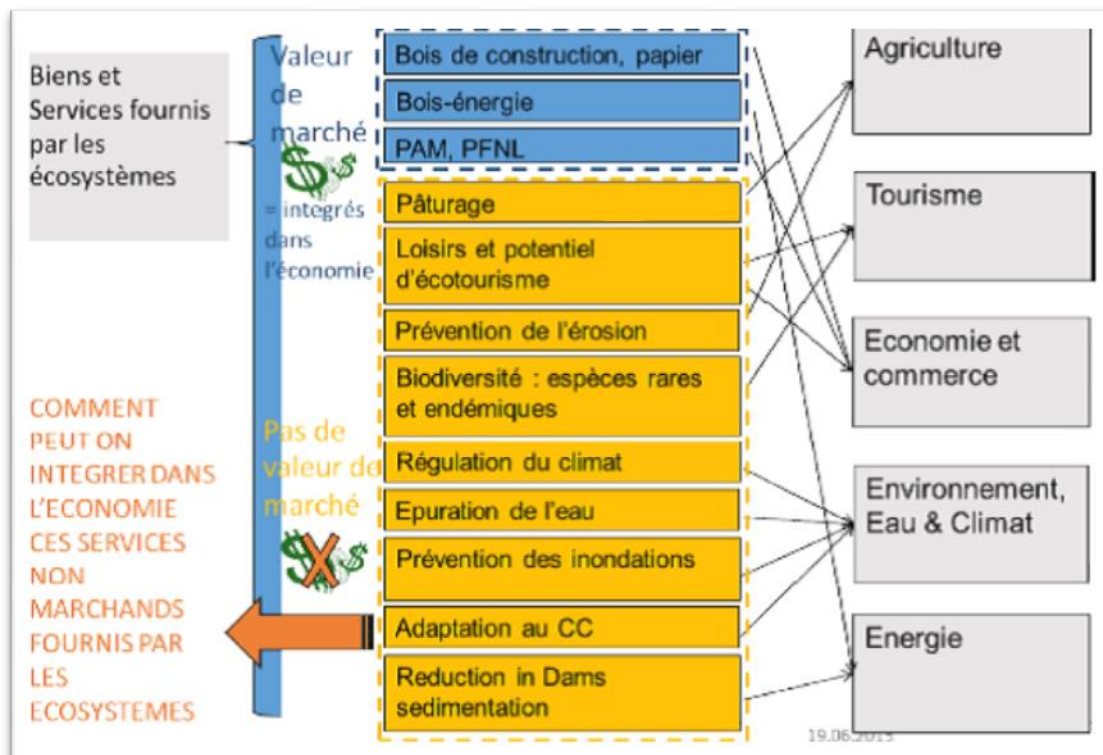 Biens et
Services fournis
par les
écosystèmes
COMMENT
PEUT ON
INTEGRER DANS
L'ECONOMIE
CES SERVICES
NON
MARCHANDS
FOURNIS PAR
LES
ECOSYSTEMES
Valeur
de
marché
= integrés
dans
l'économie
Pas de
valeur de
marché
Bois de construction, papier
Bois-énergie
PAM, PFNL
Pâturage
Loisirs et potentiel
d'écotourisme
Prévention de l'érosion
Biodiversité : espèces rares
et endémiques
Régulation du climat
Epuration de l'eau
Prévention des inondations
Adaptation au CC
Reduction in Dams
sedimentation
Agriculture
Tourisme
Economie et
commerce
Environnement,
Eau & Climat
Energie
19.06.2015